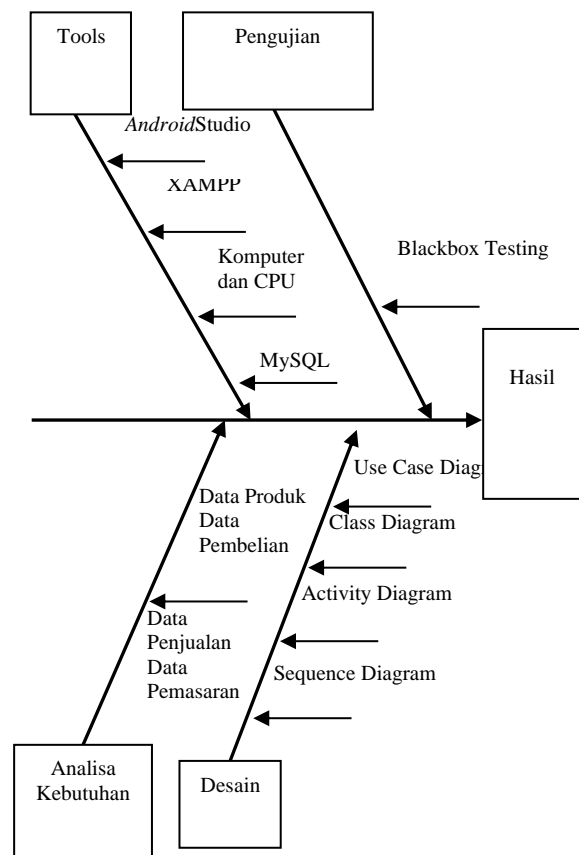 Tools
Pengujian
AndroidStudio
XAMPP
Komputer
dan CPU
Blackbox Testing
MySQL
Hasil
Use Case Diag
Data Produk
Data
Pembelian
Class Diagram
Activity Diagram
Data
Penjualan
Data
Pemasaran
Sequence Diagram
Analisa
Kebutuhan
Desain